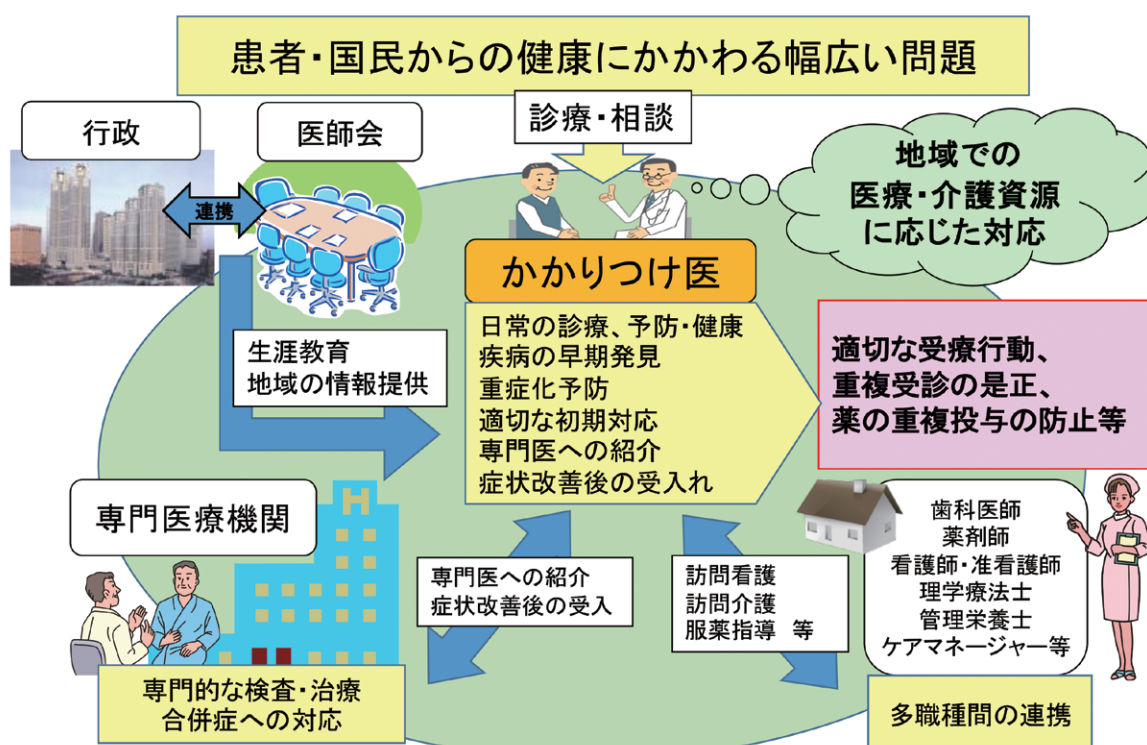 患者・国民からの健康にかかわる幅広い問題
診療・相談
行政
医師会
連携
地域での
医療・介護資源
に応じた対応
かかりつけ医
日常の診療、予防・健康
疾病の早期発見
重症化予防
適切な初期対応
専門医への紹介
症状改善後の受入れ
生涯教育
地域の情報提供
適切な受療行動、
重複受診の是正、
薬の重複投与の防止等
専門医療機関
H
専門的な検査・治療
合併症への対応
専門医への紹介
症状改善後の受入
訪問看護
訪問介護
服薬指導 等
歯科医師
薬剤師
看護師・准看護師
理学療法士
管理栄養士
ケアマネージャー等
多職種間の連携